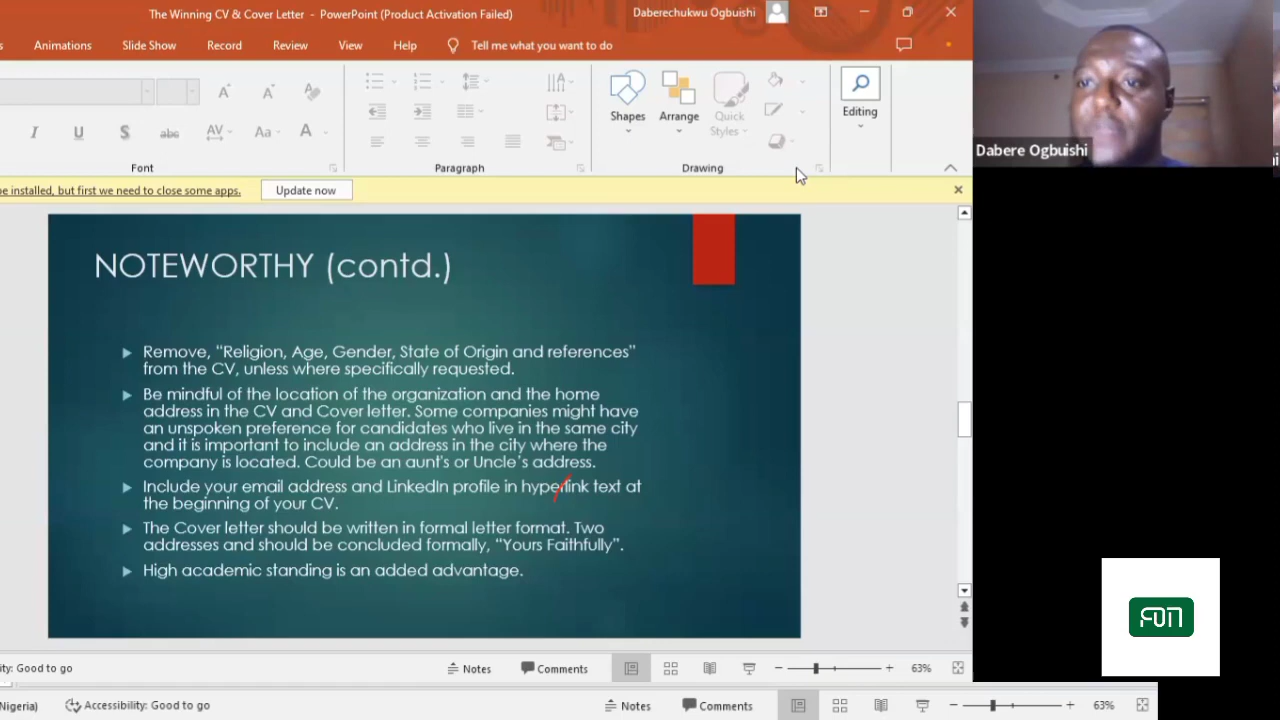 The Winning CV & Cover Letter - PowerPoint (Product Activation Failed)
Daberechukwu Ogbuishi
Animations
Slide Show
Record
Review
View
Help
Tell me what you want to do
I
U
S
abc
AV
Aa
A
Font
Paragraph
Shapes
Arrange
Quick
Styles
Drawing
Editing
Dabere Ogbuishi
be installed, but first we need to close some apps.
Update now
NOTEWORTHY (contd.)
Remove, “Religion, Age, Gender, State of Origin and references”
from the CV, unless where specifically requested.
Be mindful of the location of the organization and the home
address in the CV and Cover letter. Some companies might have
an unspoken preference for candidates who live in the same city
and it is important to include an address in the city where the
company is located. Could be an aunt's or Uncle’s address.
Include your email address and LinkedIn profile in hyperlink text at
the beginning of your CV.
The Cover letter should be written in formal letter format. Two
addresses and should be concluded formally, “Yours Faithfully”.
High academic standing is an added advantage.
FON
Good to go
Notes
Comments
63%
Nigeria)
Accessibility: Good to go
Notes
Comments
63%